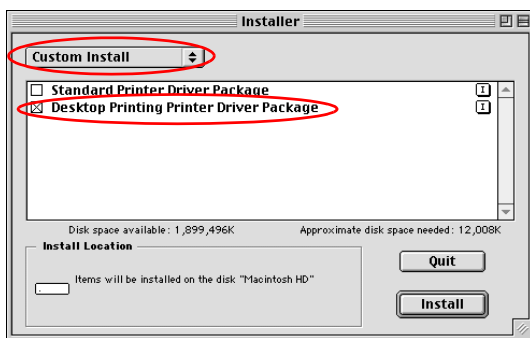 Installer
Custom Install
Standard Printer Driver Package I
Desktop Printing Printer Driver Package I
Disk space available: 1,899,496K Approximate disk space needed: 12,008K
Install Location
Items will be installed on the disk "Macintosh HD"
Quit
Install